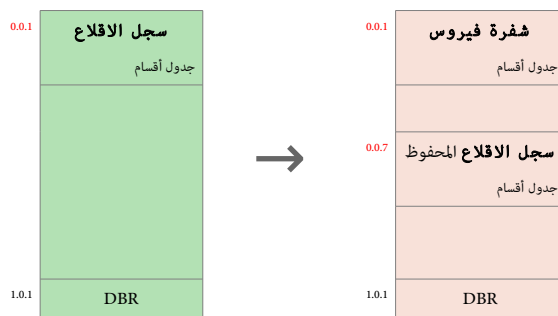 0.0.1
سجل الاقلاع
جدول أقسام
1.0.1
DBR
→
0.0.1
شفرة فيروس
جدول أقسام
0.0.7
سجل الاقلاع المحفوظ
جدول أقسام
1.0.1
DBR